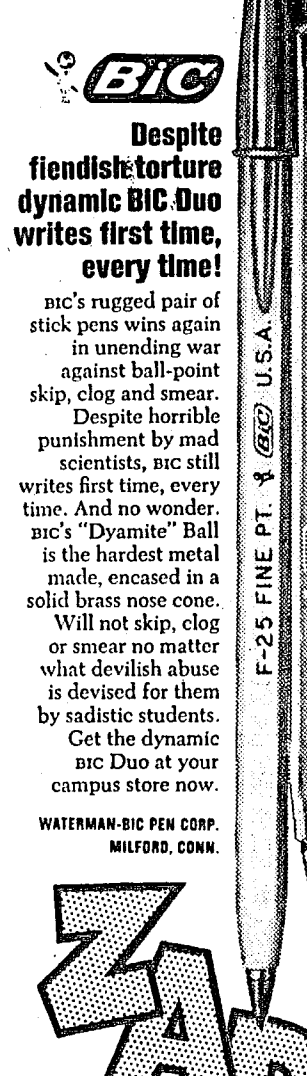 BiC
Despite
fiendish torture
dynamic BIC Duo
writes first time,
every time!
BIC's rugged pair of
stick pens wins again
in unending war
against ball-point
skip, clog and smear.
Despite horrible
punishment by mad
scientists, BIC still
writes first time, every
time. And no wonder.
BIC's "Dyamite" Ball
is the hardest metal
made, encased in a
solid brass nose cone.
Will not skip, clog
or smear no matter
what devilish abuse
is devised for them
by sadistic students.
Get the dynamic
BIC Duo at your
campus store now.
WATERMAN-BIC PEN CORP.
MILFORD, CONN.
F-25 FINE PT. BiC U.S.A.